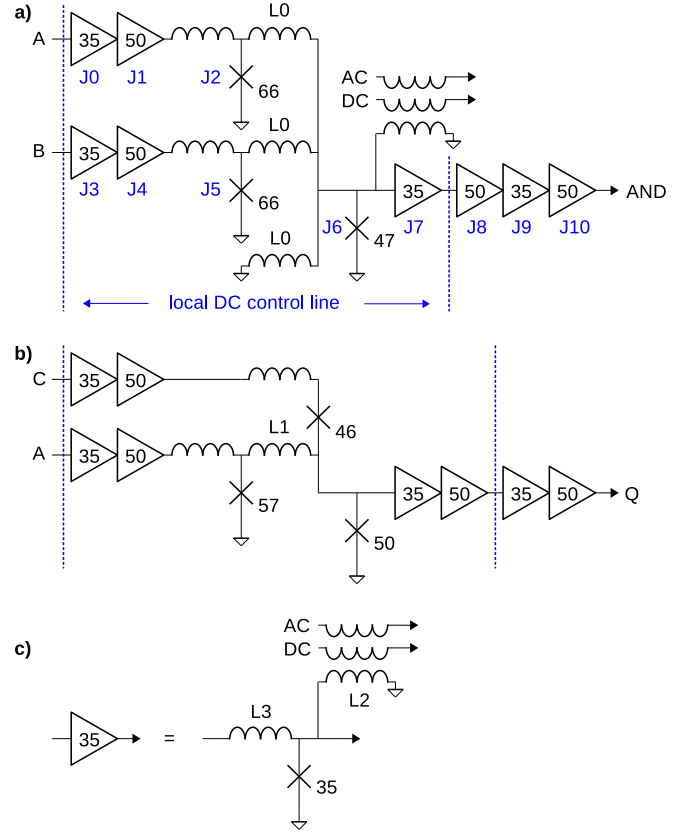 a)
L0
A 35 50
J0 J1 J2 66
AC
DC
L0
B 35 50
J3 J4 J5 66
35 50 35 50 AND
L0 J6 47 J7 J8 J9 J10
local DC control line
b)
C 35 50
46
L1
A 35 50
57
35 50 35 50 Q
50
c)
AC
DC
L3 L2
35 =
35